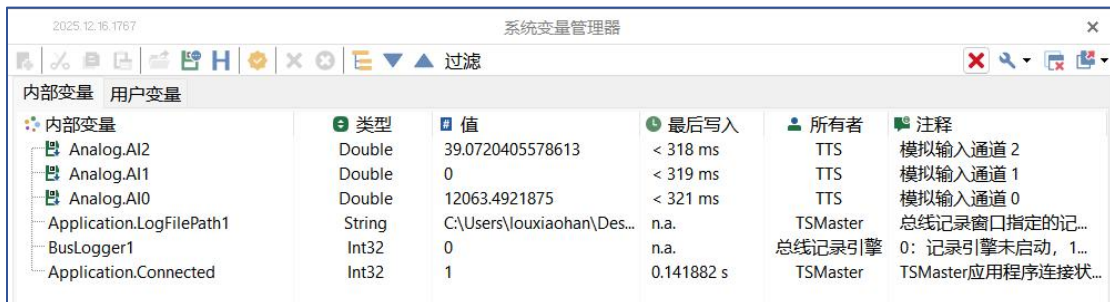 2025.12.16.1767 系统变量管理器
过滤
内部变量 用户变量
内部变量 类型 值 最后写入 所有者 注释
Analog.AI2 Double 39.0720405578613 < 318 ms TTS 模拟输入通道 2
Analog.AI1 Double 0 < 319 ms TTS 模拟输入通道 1
Analog.AI0 Double 12063.4921875 < 321 ms TTS 模拟输入通道 0
Application.LogFilePath1 String C:\Users\louxiaohan\Des... n.a. TSMaster 总线记录窗口指定的记...
BusLogger1 Int32 0 n.a. 总线记录引擎 0：记录引擎未启动，1...
Application.Connected Int32 1 0.141882 s TSMaster TSMaster应用程序连接状...